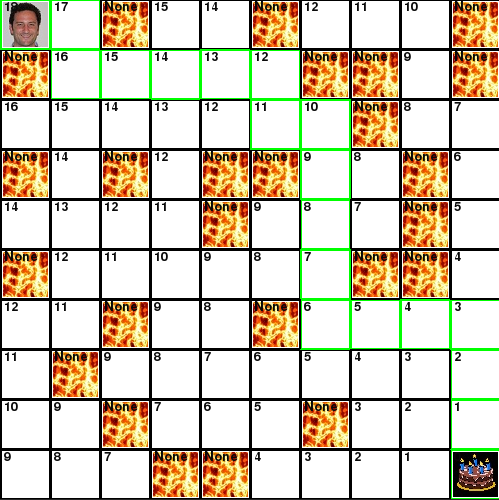 18 17 None 15 14 None 12 11 10 None
None 16 15 14 13 12 None None 9 None
16 15 14 13 12 11 10 None 8 7
None 14 None 12 None None 9 8 None 6
14 13 12 11 None 9 8 7 None 5
None 12 11 10 9 8 7 None None 4
12 11 None 9 8 None 6 5 4 3
11 None 9 8 7 6 5 4 3 2
10 9 None 7 6 5 None 3 2 1
9 8 7 None None 4 3 2 1